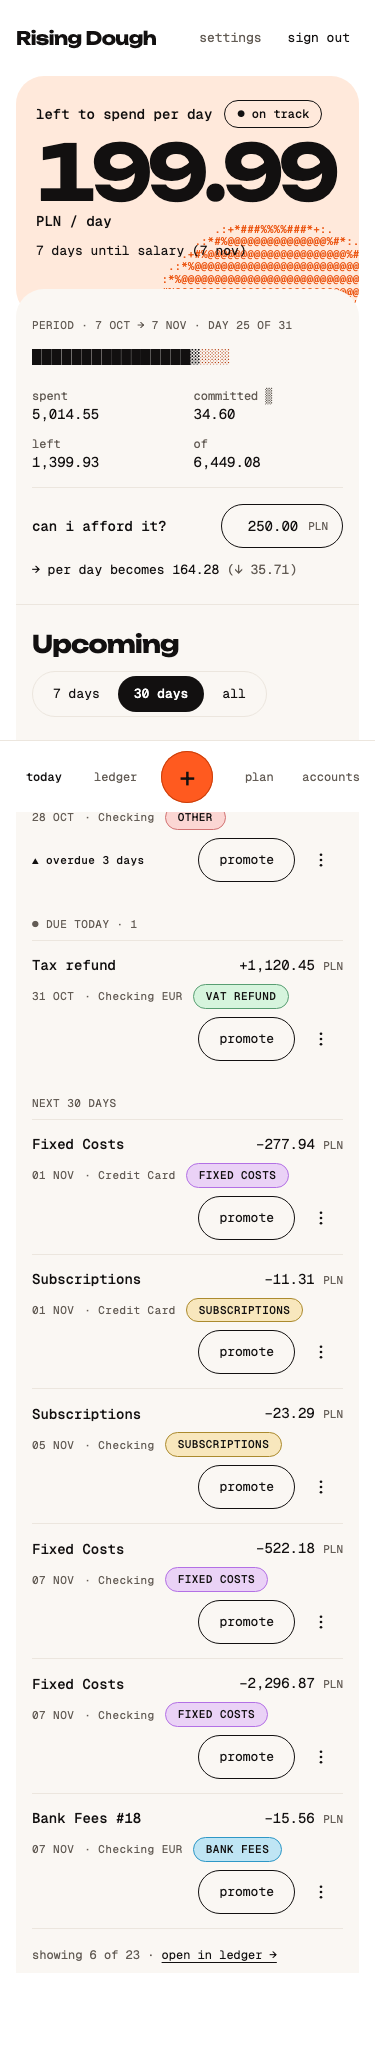 Rising Dough settings sign out
left to spend per day ● on track
199.99
PLN / day
7 days until salary (7 nov)
PERIOD · 7 OCT → 7 NOV · DAY 25 OF 31
spent committed
5,014.55 34.60
left of
1,399.93 6,449.08
can i afford it? 250.00 PLN
→ per day becomes 164.28 (↓ 35.71)
Upcoming
7 days 30 days all
today ledger + plan accounts
28 OCT · Checking OTHER
▲ overdue 3 days promote ⋮
● DUE TODAY · 1
Tax refund +1,120.45 PLN
31 OCT · Checking EUR VAT REFUND
promote ⋮
NEXT 30 DAYS
Fixed Costs −277.94 PLN
01 NOV · Credit Card FIXED COSTS
promote ⋮
Subscriptions −11.31 PLN
01 NOV · Credit Card SUBSCRIPTIONS
promote ⋮
Subscriptions −23.29 PLN
05 NOV · Checking SUBSCRIPTIONS
promote ⋮
Fixed Costs −522.18 PLN
07 NOV · Checking FIXED COSTS
promote ⋮
Fixed Costs −2,296.87 PLN
07 NOV · Checking FIXED COSTS
promote ⋮
Bank Fees #18 −15.56 PLN
07 NOV · Checking EUR BANK FEES
promote ⋮
showing 6 of 23 · open in ledger →